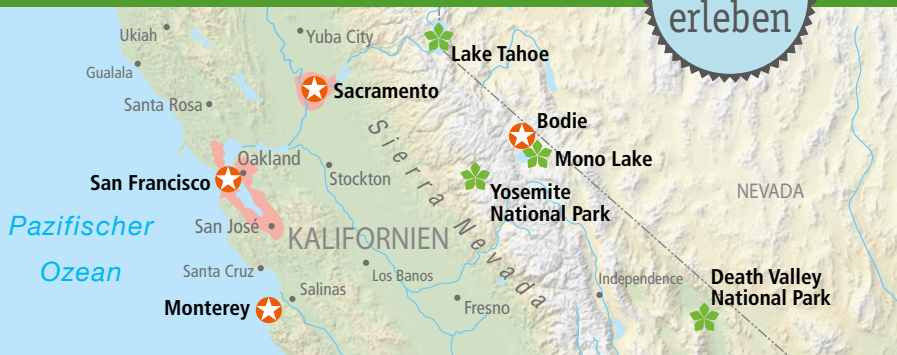 erleben
Ukiah
Yuba City
Lake Tahoe
Gualala
Sacramento
Santa Rosa
Bodie
Mono Lake
Sierra Nevada
Oakland
Stockton
San Francisco
Yosemite
National Park
NEVADA
Pazifischer
Ozean
San José
KALIFORNIEN
Santa Cruz
Los Banos
Independence
Death Valley
National Park
Salinas
Monterey
Fresno